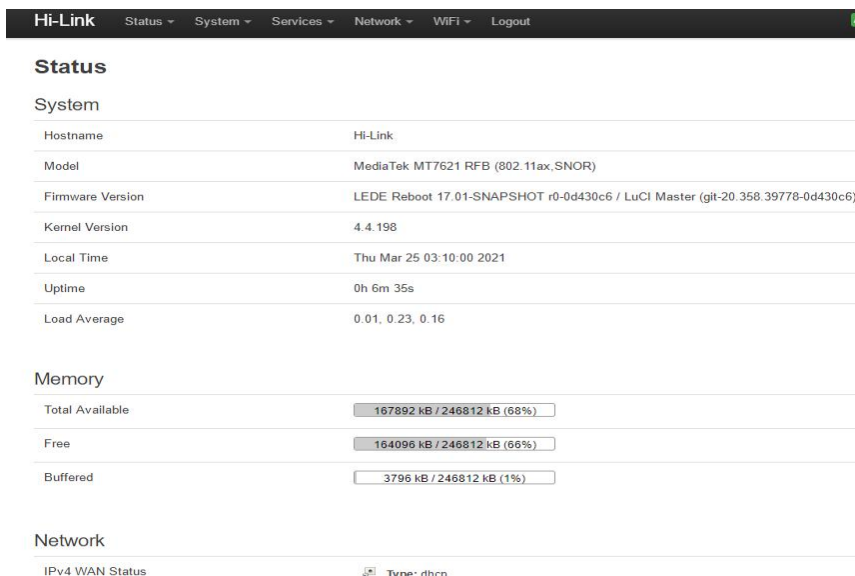 Hi-Link Status System Services Network WiFi Logout
Status
System
Hostname Hi-Link
Model MediaTek MT7621 RFB (802.11ax,SNOR)
Firmware Version LEDE Reboot 17.01-SNAPSHOT r0-0d430c6 / LuCI Master (git-20.358.39778-0d430c6)
Kernel Version 4.4.198
Local Time Thu Mar 25 03:10:00 2021
Uptime 0h 6m 35s
Load Average 0.01, 0.23, 0.16
Memory
Total Available 167892 kB / 246812 kB (68%)
Free 164096 kB / 246812 kB (66%)
Buffered 3796 kB / 246812 kB (1%)
Network
IPv4 WAN Status Type: dhcp